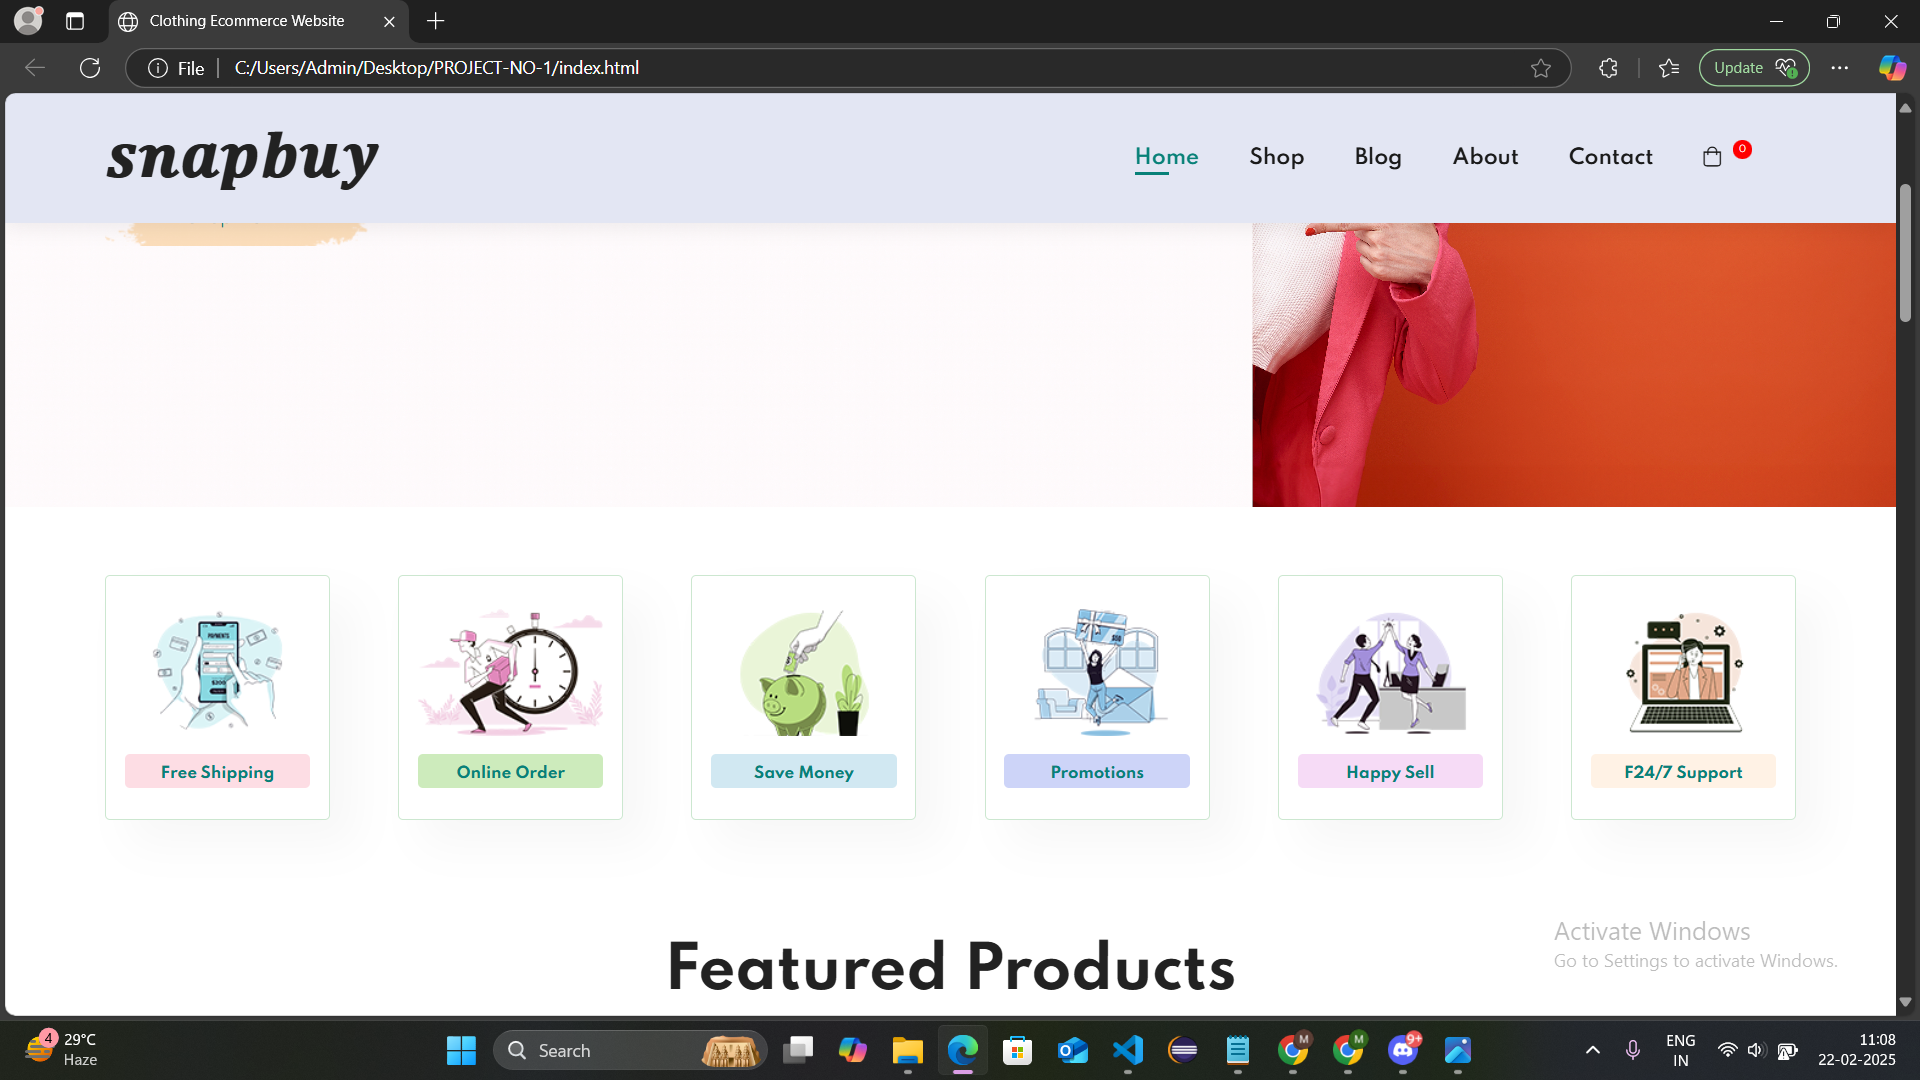 Clothing Ecommerce Website
File
C:/Users/Admin/Desktop/PROJECT-NO-1/index.html
Update
snapbuy
Home Shop Blog About Contact 0
PAYMENTS
Free Shipping
Online Order
Save Money
Promotions
Happy Sell
F24/7 Support
Featured Products
Activate Windows
Go to Settings to activate Windows.
4 29°C
Haze
Search
M
M
9+
ENG
IN
11:08
22-02-2025